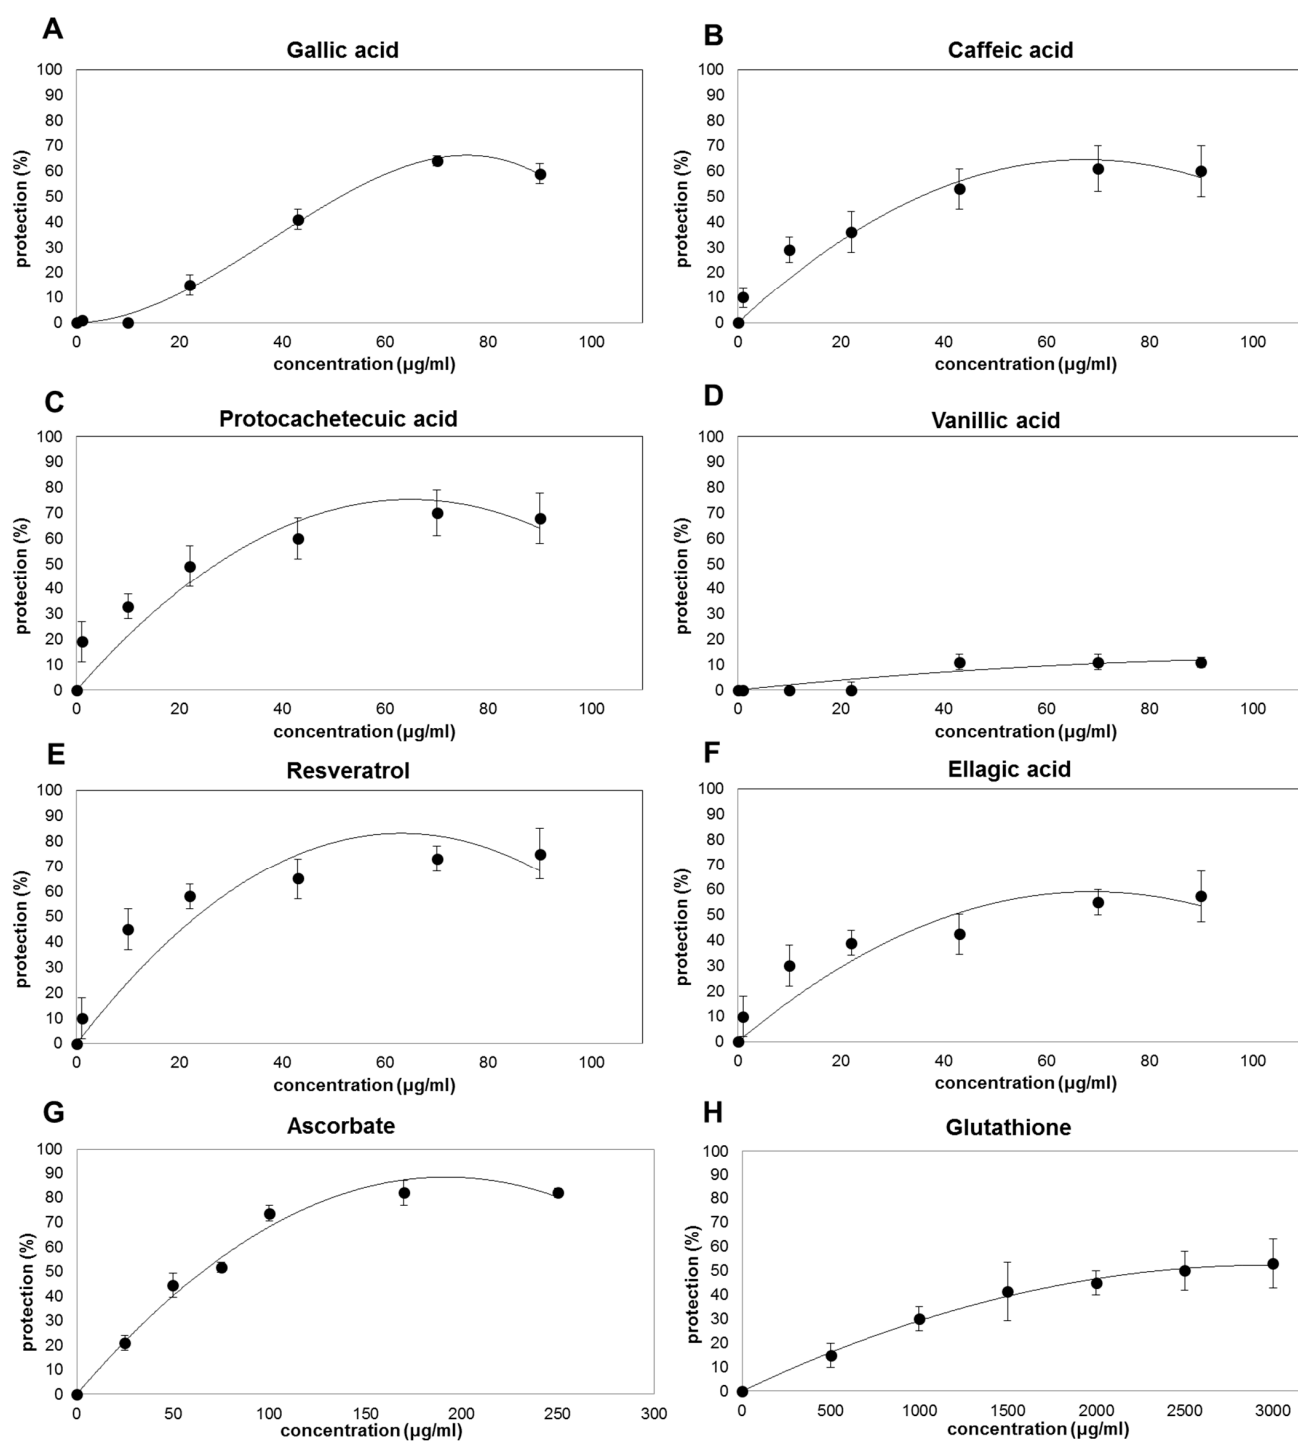 A
Gallic acid
100
90
80
70
60
50
40
30
20
10
0
protection (%)
0 20 40 60 80 100
concentration (µg/ml)
B
Caffeic acid
100
90
80
70
60
50
40
30
20
10
0
protection (%)
0 20 40 60 80 100
concentration (µg/ml)
C
Protocachetecuic acid
100
90
80
70
60
50
40
30
20
10
0
protection (%)
0 20 40 60 80 100
concentration (µg/ml)
D
Vanillic acid
100
90
80
70
60
50
40
30
20
10
0
protection (%)
0 20 40 60 80 100
concentration (µg/ml)
E
Resveratrol
100
90
80
70
60
50
40
30
20
10
0
protection (%)
0 20 40 60 80 100
concentration (µg/ml)
F
Ellagic acid
100
90
80
70
60
50
40
30
20
10
0
protection (%)
0 20 40 60 80 100
concentration (µg/ml)
G
Ascorbate
100
90
80
70
60
50
40
30
20
10
0
protection (%)
0 50 100 150 200 250 300
concentration (µg/ml)
H
Glutathione
100
90
80
70
60
50
40
30
20
10
0
protection (%)
0 500 1000 1500 2000 2500 3000
concentration (µg/ml)